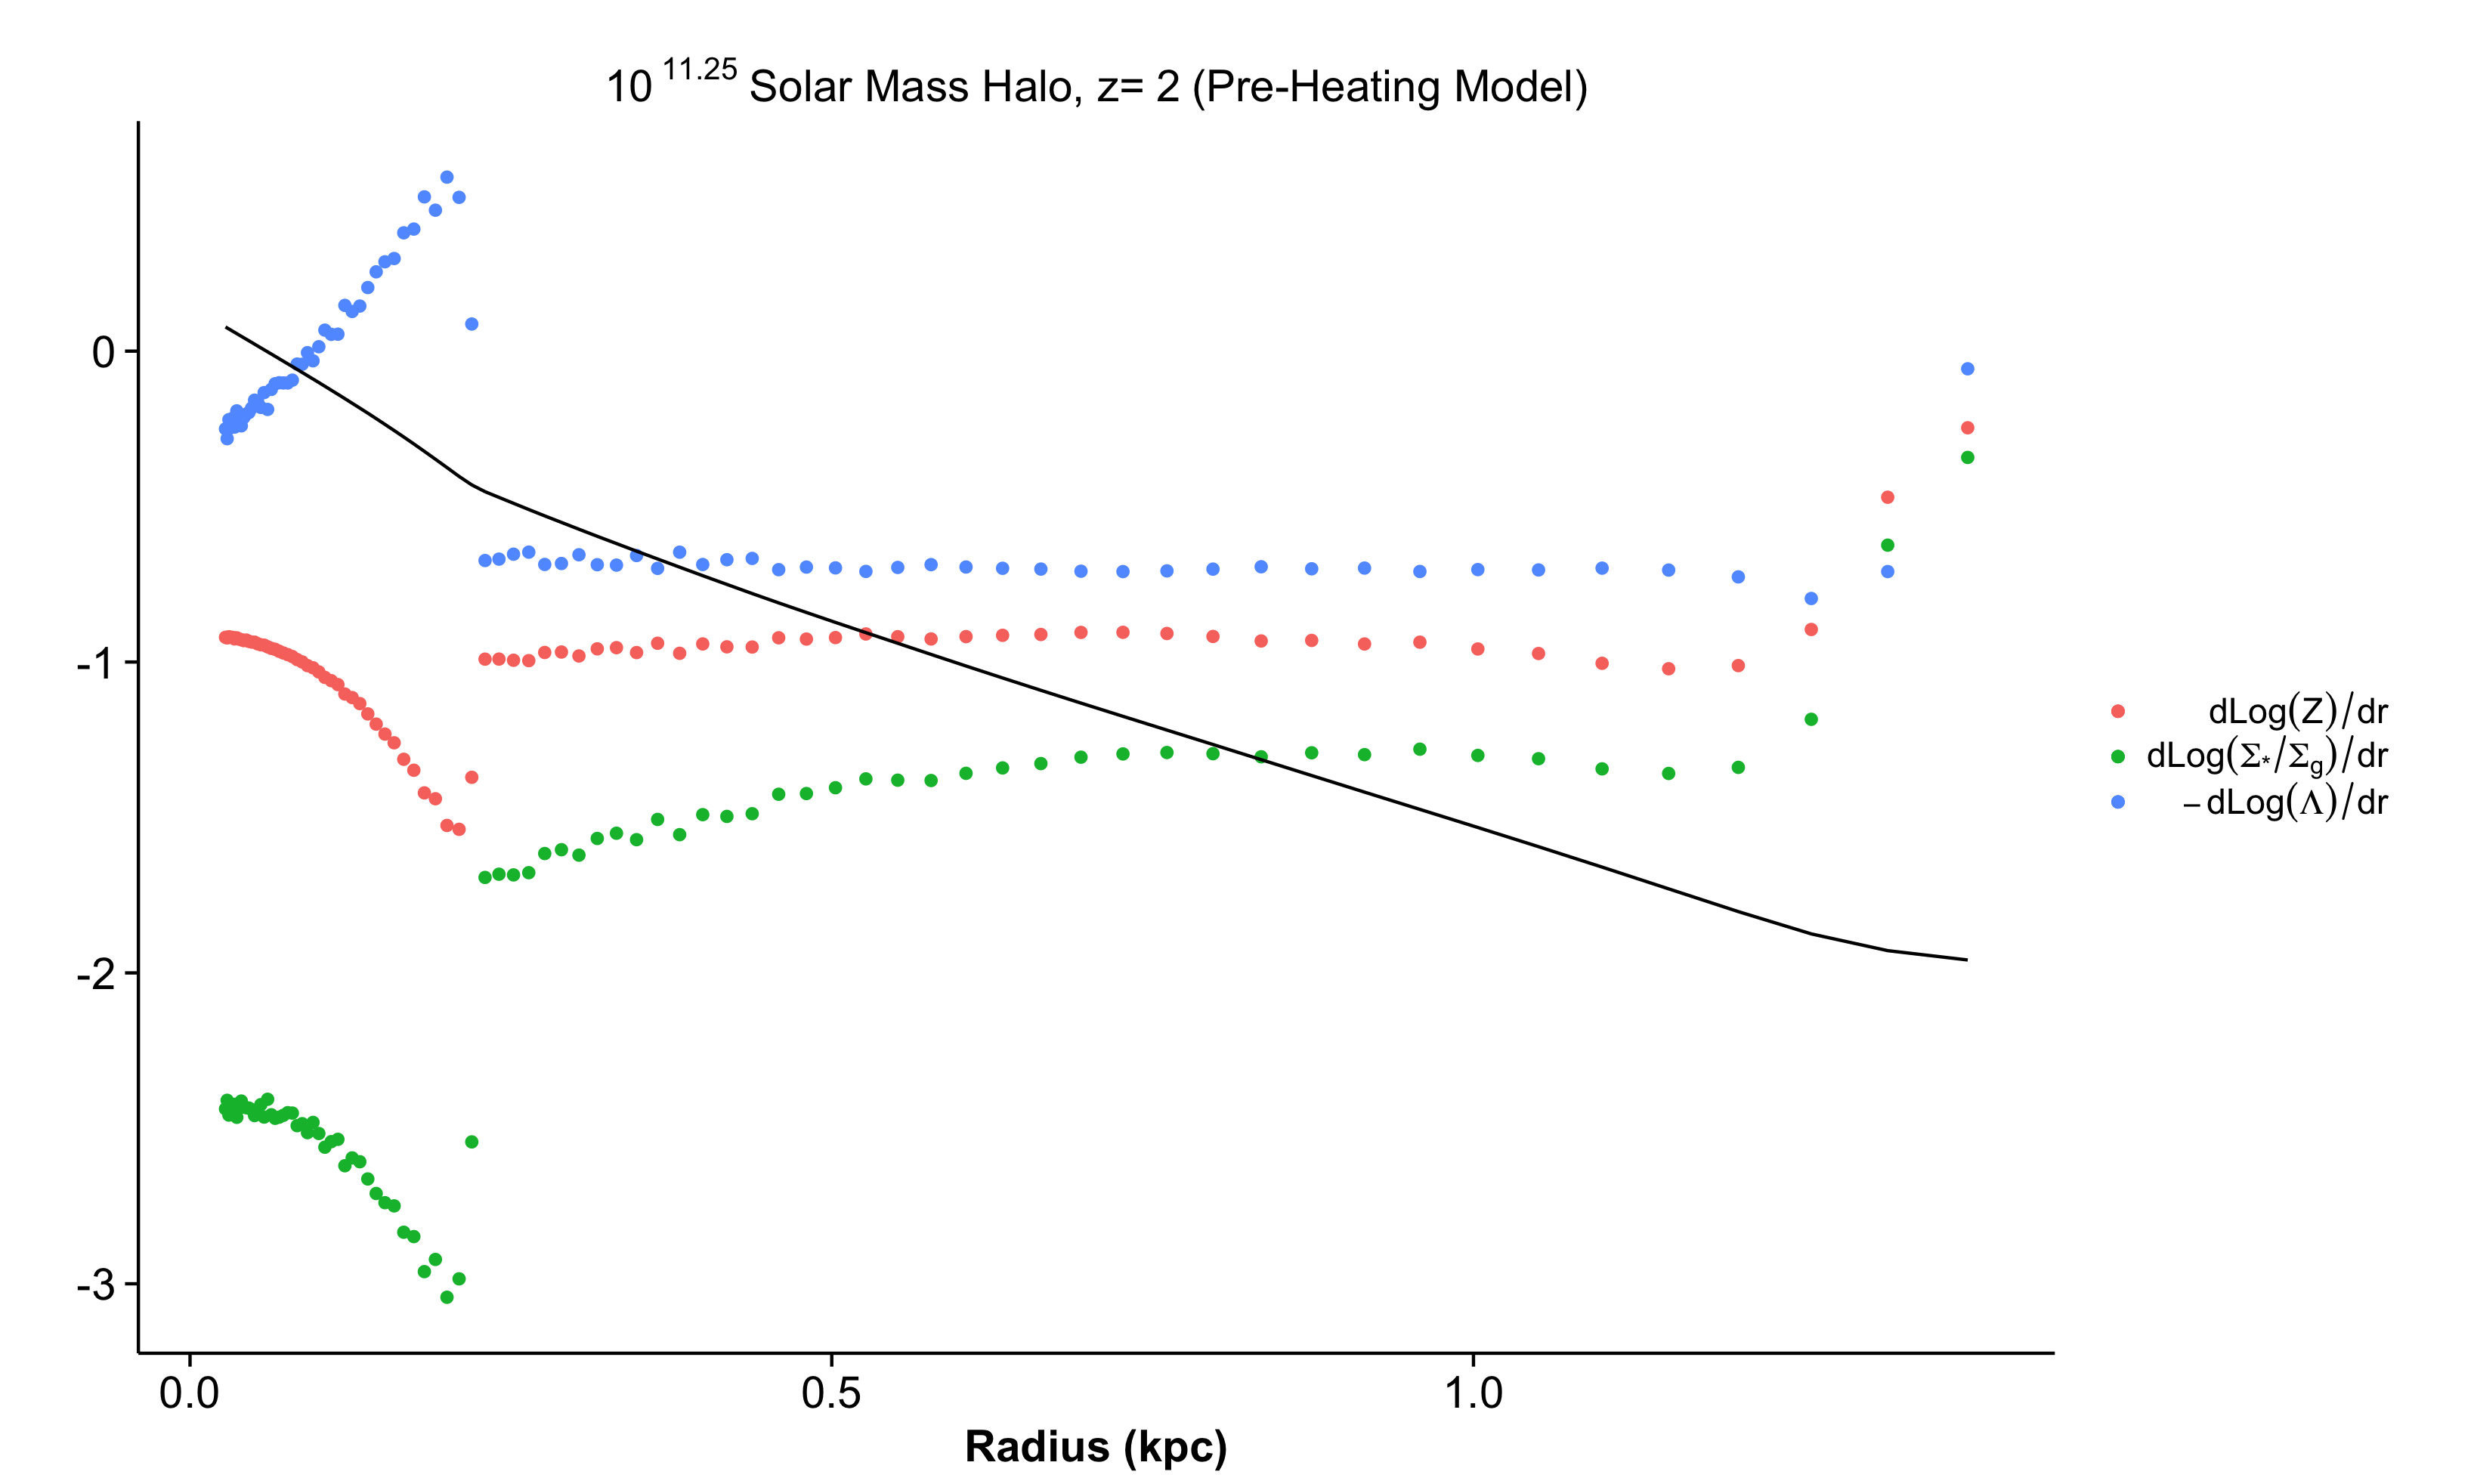 10^11.25 Solar Mass Halo, z= 2 (Pre-Heating Model)
0
-1
-2
-3
0.0 0.5 1.0
Radius (kpc)
dLog(Z)/dr
dLog(Σ*/Σg)/dr
– dLog(Λ)/dr